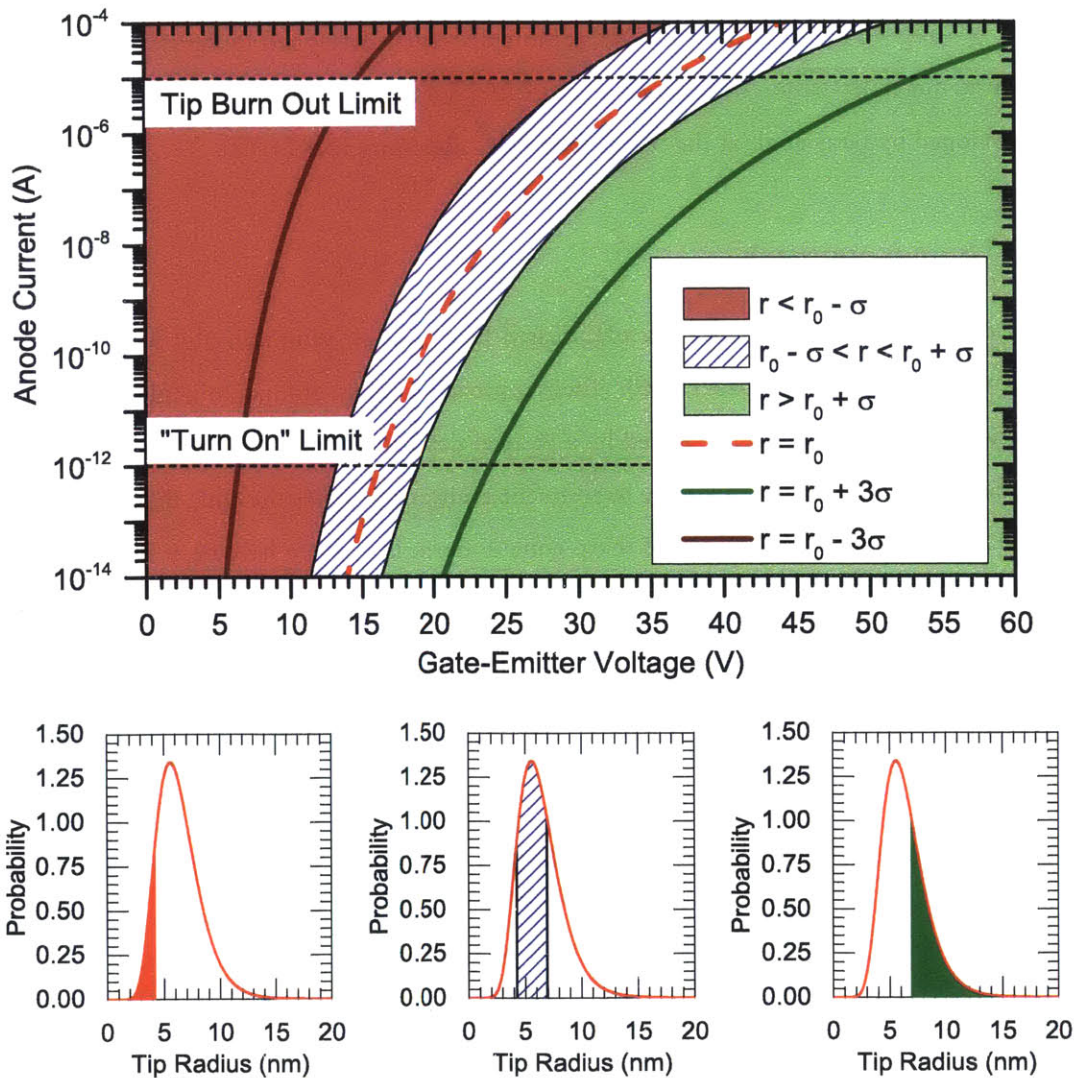 10⁻⁴
10⁻⁶
10⁻⁸
10⁻¹⁰
10⁻¹²
10⁻¹⁴
Anode Current (A)
Tip Burn Out Limit
"Turn On" Limit
r < r₀ - σ
r₀ - σ < r < r₀ + σ
r > r₀ + σ
r = r₀
r = r₀ + 3σ
r = r₀ - 3σ
0 5 10 15 20 25 30 35 40 45 50 55 60
Gate-Emitter Voltage (V)
1.50
1.25
1.00
0.75
0.50
0.25
0.00
Probability
0 5 10 15 20
Tip Radius (nm)
1.50
1.25
1.00
0.75
0.50
0.25
0.00
Probability
0 5 10 15 20
Tip Radius (nm)
1.50
1.25
1.00
0.75
0.50
0.25
0.00
Probability
0 5 10 15 20
Tip Radius (nm)